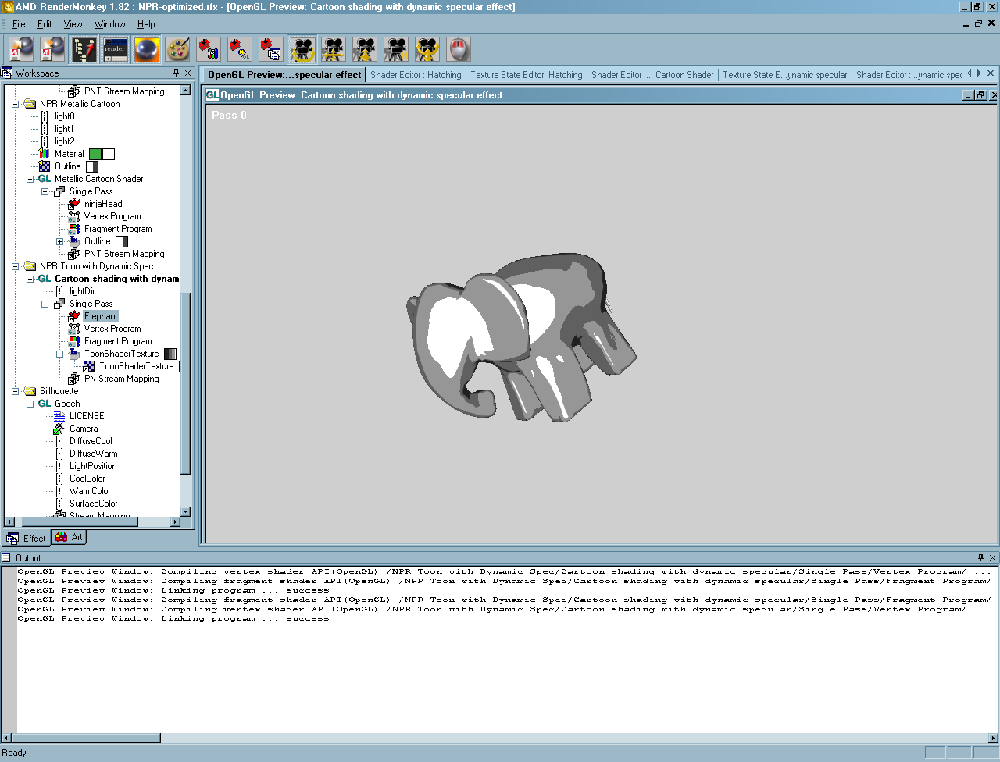 AMD RenderMonkey 1.82 : NPR-optimized.rfx - [OpenGL Preview: Cartoon shading with dynamic specular effect]
File Edit View Window Help
render
Workspace
OpenGL Preview:...specular effect
Shader Editor : Hatching
Texture State Editor: Hatching
Shader Editor :... Cartoon Shader
Texture State E...ynamic specular
Shader Editor :...ynamic spec
PNT Stream Mapping
NPR Metallic Cartoon
light0
light1
light2
Material
Outline
GL Metallic Cartoon Shader
Single Pass
ninjaHead
Vertex Program
Fragment Program
Outline
PNT Stream Mapping
NPR Toon with Dynamic Spec
GL Cartoon shading with dynami
lightDir
Single Pass
Elephant
Vertex Program
Fragment Program
ToonShaderTexture
ToonShaderTexture
PN Stream Mapping
Sillhouette
GL Gooch
LICENSE
Camera
DiffuseCool
DiffuseWarm
LightPosition
CoolColor
WarmColor
SurfaceColor
Stream Mapping
Effect
Art
GL OpenGL Preview: Cartoon shading with dynamic specular effect
Pass 0
Output
OpenGL Preview Window: Compiling vertex shader API(OpenGL) /NPR Toon with Dynamic Spec/Cartoon shading with dynamic specular/Single Pass/Vertex Program/ ...
OpenGL Preview Window: Compiling fragment shader API(OpenGL) /NPR Toon with Dynamic Spec/Cartoon shading with dynamic specular/Single Pass/Fragment Program/
OpenGL Preview Window: Linking program ... success
OpenGL Preview Window: Compiling fragment shader API(OpenGL) /NPR Toon with Dynamic Spec/Cartoon shading with dynamic specular/Single Pass/Fragment Program/
OpenGL Preview Window: Compiling vertex shader API(OpenGL) /NPR Toon with Dynamic Spec/Cartoon shading with dynamic specular/Single Pass/Vertex Program/ ...
OpenGL Preview Window: Linking program ... success
Ready